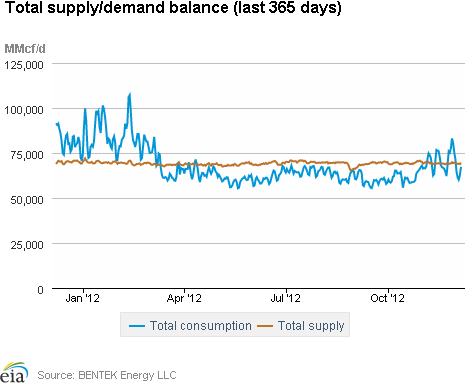 Total supply/demand balance (last 365 days)
MMcf/d
125,000
100,000
75,000
50,000
25,000
0
Jan '12
Apr '12
Jul '12
Oct '12
Total consumption
Total supply
eia
Source: BENTEK Energy LLC